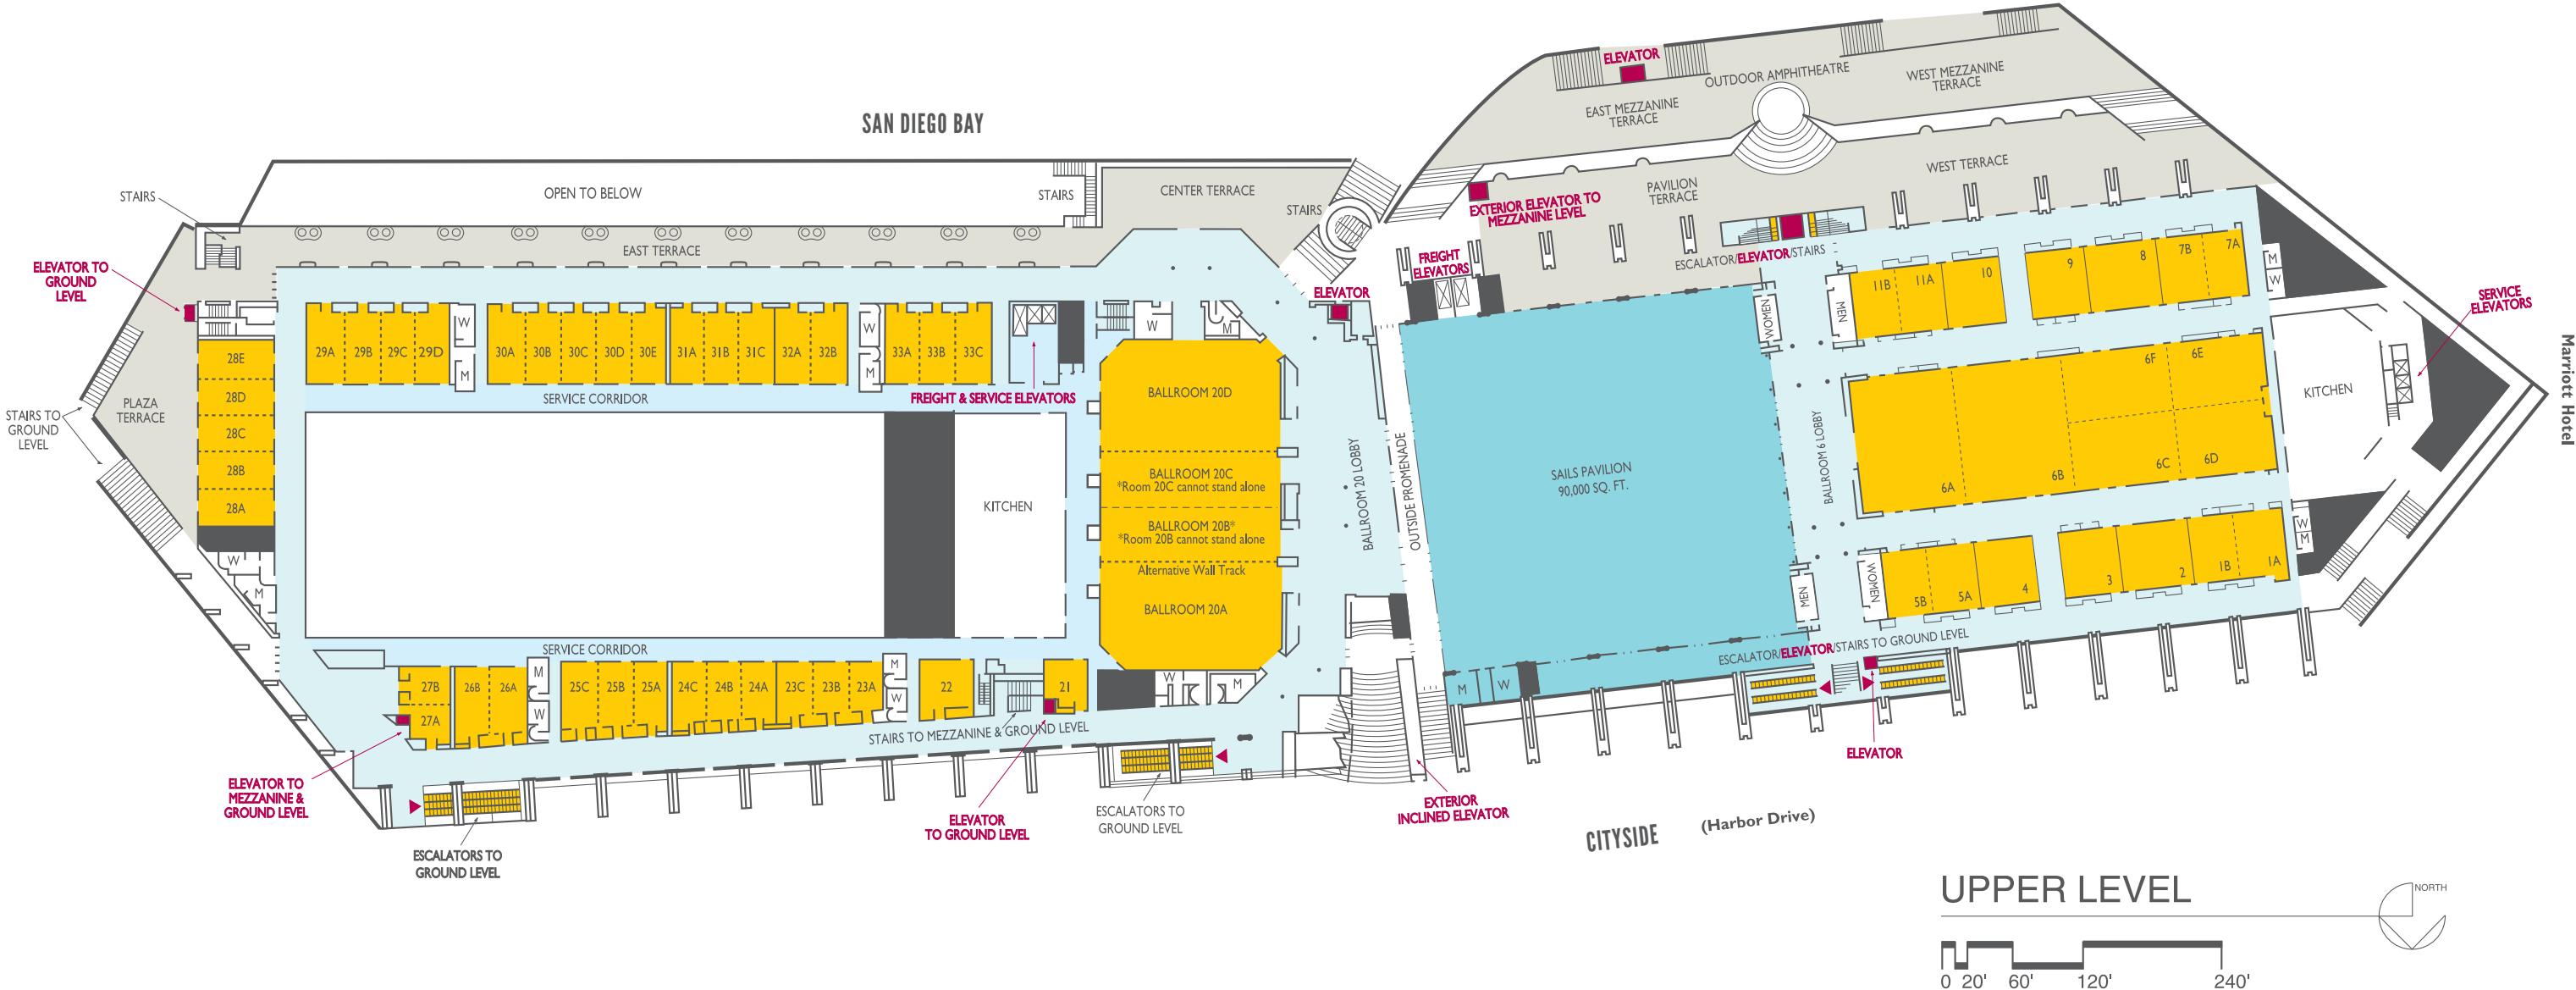 SAN DIEGO BAY
ELEVATOR
OUTDOOR AMPHITHEATRE
WEST MEZZANINE
TERRACE
EAST MEZZANINE
TERRACE
STAIRS
OPEN TO BELOW
STAIRS
CENTER TERRACE
STAIRS
EXTERIOR ELEVATOR TO
MEZZANINE LEVEL
PAVILION
TERRACE
WEST TERRACE
EAST TERRACE
ELEVATOR TO
GROUND
LEVEL
FREIGHT
ELEVATORS
ESCALATOR/ELEVATOR/STAIRS
ELEVATOR
SERVICE
ELEVATORS
Marriott Hotel
11B
11A
10
9
8
7B
7A
M
W
WOMEN
MEN
28E
28D
28C
28B
28A
29A
29B
29C
29D
W
M
30A
30B
30C
30D
30E
31A
31B
31C
32A
32B
W
M
33A
33B
33C
W
M
PLAZA
TERRACE
STAIRS TO
GROUND
LEVEL
SERVICE CORRIDOR
FREIGHT & SERVICE ELEVATORS
BALLROOM 20D
BALLROOM 20C
*Room 20C cannot stand alone
BALLROOM 20B*
*Room 20B cannot stand alone
Alternative Wall Track
BALLROOM 20A
KITCHEN
BALLROOM 20 LOBBY
OUTSIDE PROMENADE
SAILS PAVILION
90,000 SQ. FT.
BALLROOM 6 LOBBY
6F
6E
6A
6B
6C
6D
KITCHEN
W
M
W
M
MEN
WOMEN
5B
5A
4
3
2
1B
1A
ESCALATOR/ELEVATOR/STAIRS TO GROUND LEVEL
M
W
SERVICE CORRIDOR
27B
27A
26B
26A
M
W
25C
25B
25A
24C
24B
24A
23C
23B
23A
M
W
22
21
W
M
STAIRS TO MEZZANINE & GROUND LEVEL
ELEVATOR TO
MEZZANINE &
GROUND LEVEL
ESCALATORS TO
GROUND LEVEL
ELEVATOR
TO GROUND LEVEL
ESCALATORS TO
GROUND LEVEL
EXTERIOR
INCLINED ELEVATOR
ELEVATOR
CITYSIDE
(Harbor Drive)
UPPER LEVEL
NORTH
0 20' 60' 120' 240'